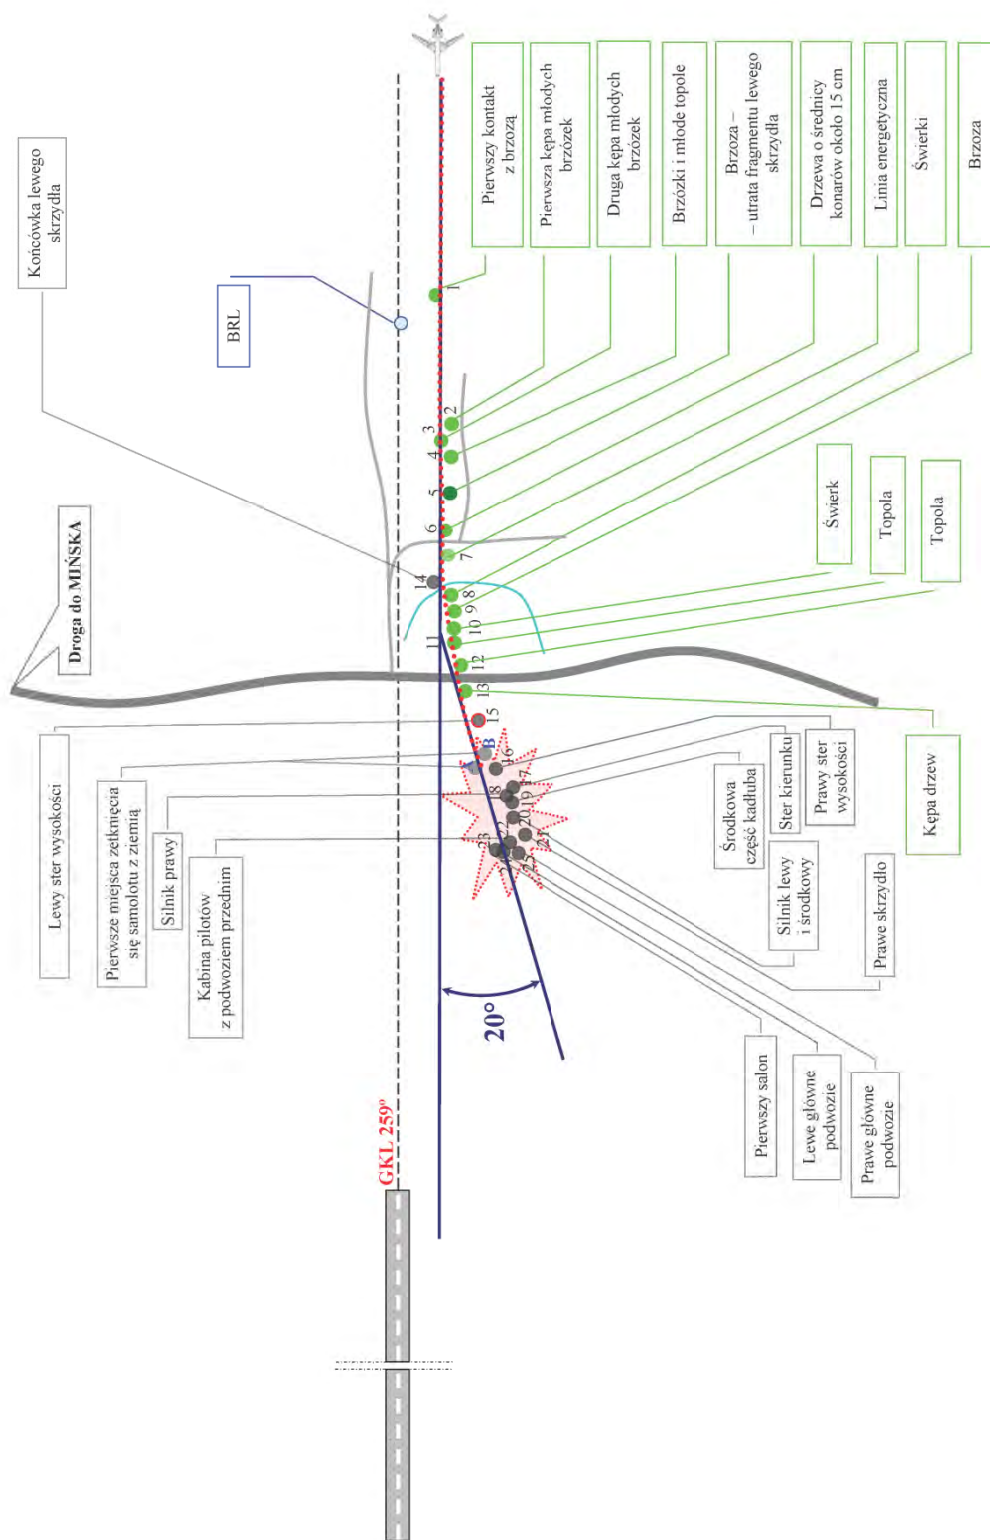 Końcówka lewego
skrzydła
BRL
Droga do MIŃSKA
Lewy ster wysokości
Pierwsze miejsca zetknięcia
się samolotu z ziemią
Silnik prawy
Kabina pilotów
z podwoziem przednim
GKL 259º
20°
1
2
3
4
5
6
7
14
8
9
10
11
12
13
15
A
B
16
17
18
19
20
21
22
23
25
Pierwszy kontakt
z brzozą
Pierwsza kępa młodych
brzózek
Druga kępa młodych
brzózek
Brzózki i młode topole
Brzoza –
– utrata fragmentu lewego
skrzydła
Drzewa o średnicy
konarów około 15 cm
Linia energetyczna
Świerki
Brzoza
Świerk
Topola
Topola
Kępa drzew
Prawy ster
wysokości
Ster kierunku
Środkowa
część kadłuba
Silnik lewy
i środkowy
Prawe skrzydło
Pierwszy salon
Lewe główne
podwozie
Prawe główne
podwozie